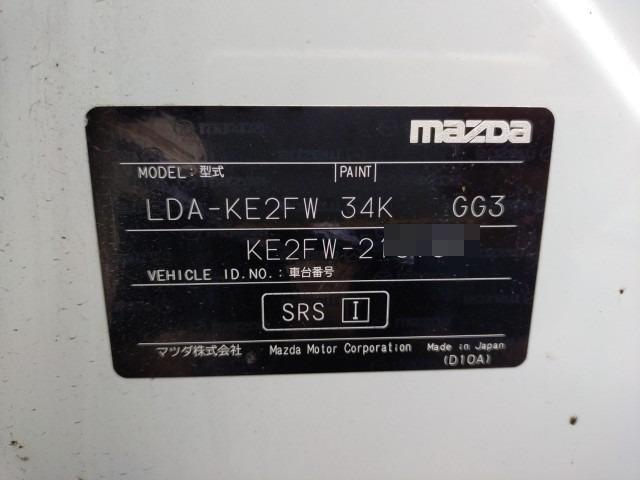 mazda
MODEL:型式 PAINT
LDA-KE2FW 34K GG3
KE2FW-21
VEHICLE ID.NO.:車台番号
SRS I
マツダ株式会社 Mazda Motor Corporation Made in Japan
(D10A)